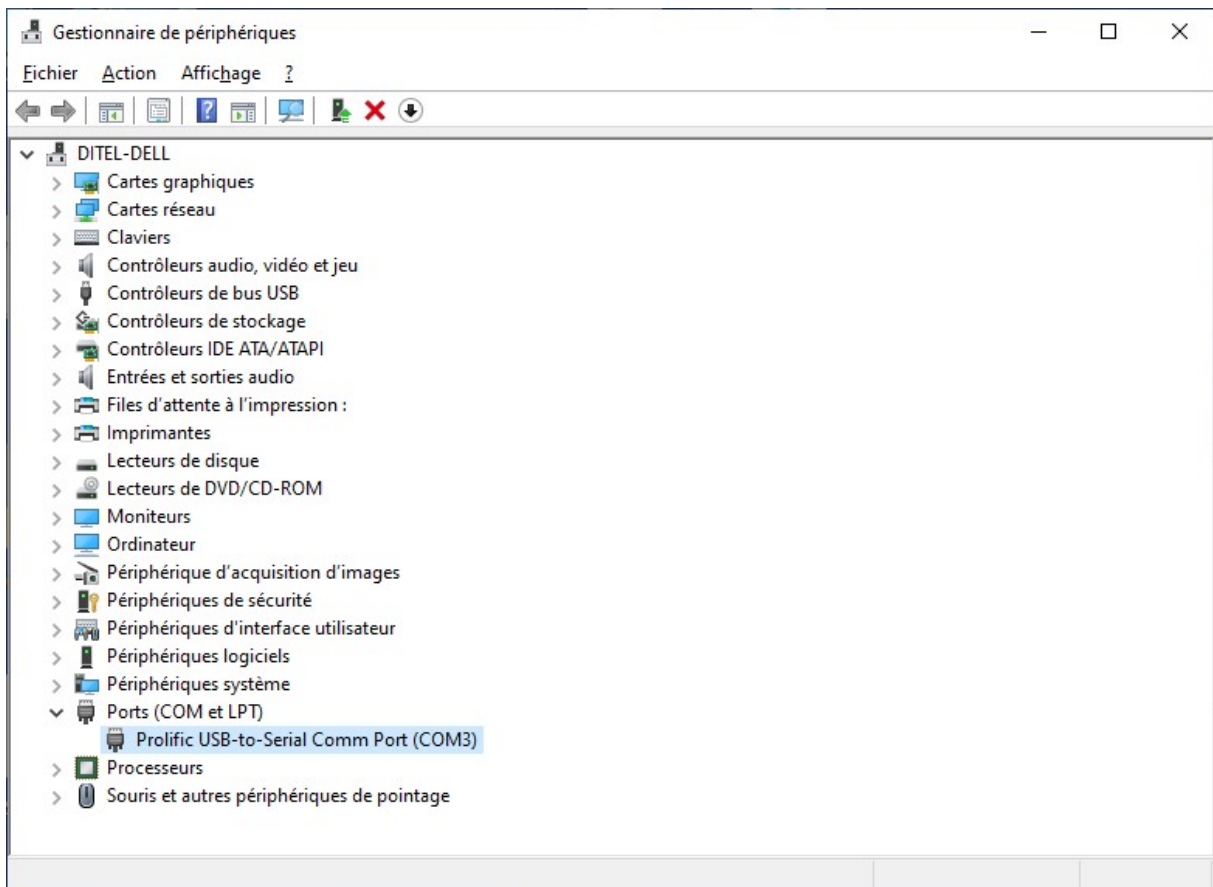 Gestionnaire de périphériques
Fichier Action Affichage ?
DITEL-DELL
Cartes graphiques
Cartes réseau
Claviers
Contrôleurs audio, vidéo et jeu
Contrôleurs de bus USB
Contrôleurs de stockage
Contrôleurs IDE ATA/ATAPI
Entrées et sorties audio
Files d'attente à l'impression :
Imprimantes
Lecteurs de disque
Lecteurs de DVD/CD-ROM
Moniteurs
Ordinateur
Périphérique d'acquisition d'images
Périphériques de sécurité
Périphériques d'interface utilisateur
Périphériques logiciels
Périphériques système
Ports (COM et LPT)
Prolific USB-to-Serial Comm Port (COM3)
Processeurs
Souris et autres périphériques de pointage